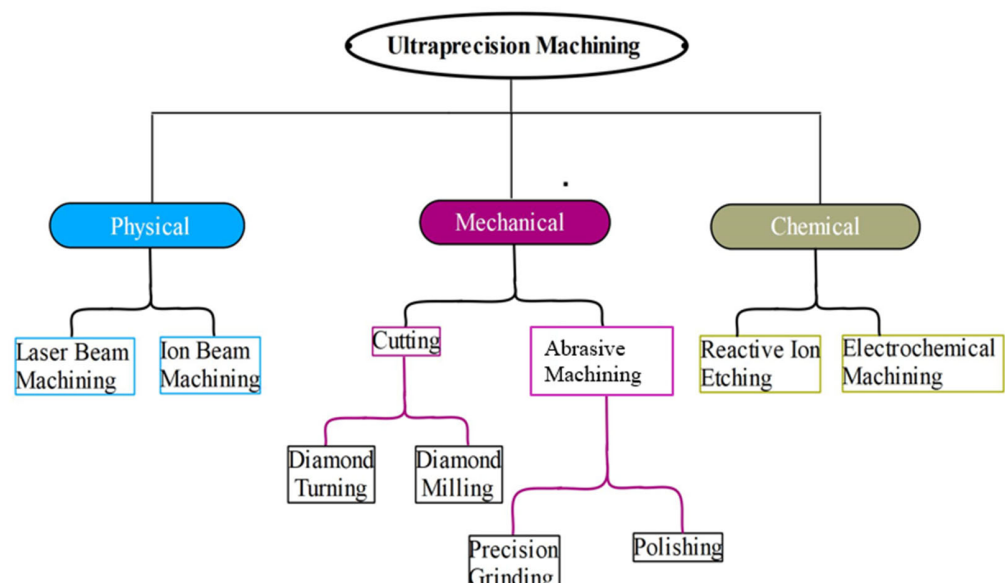 Ultraprecision Machining
Physical
Mechanical
Chemical
Laser Beam
Machining
Ion Beam
Machining
Cutting
Abrasive
Machining
Reactive Ion
Etching
Electrochemical
Machining
Diamond
Turning
Diamond
Milling
Precision
Grinding
Polishing